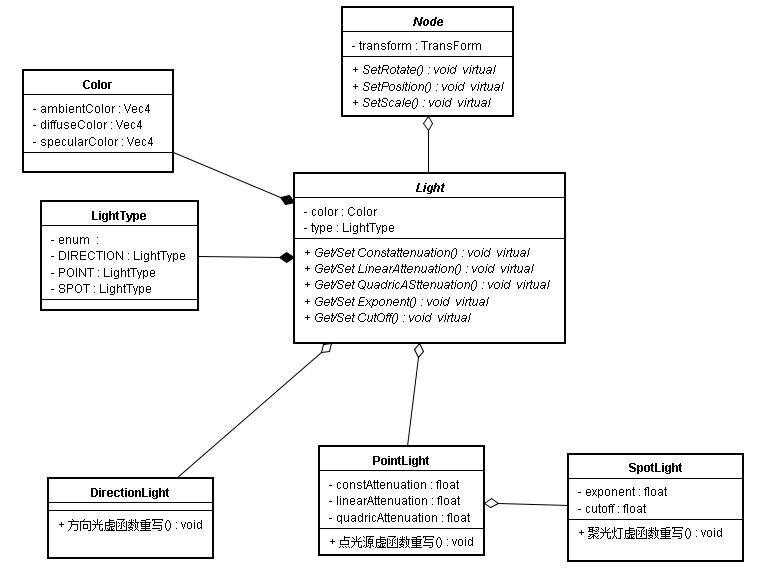 Node
- transform : TransForm
+ SetRotate() : void virtual
+ SetPosition() : void virtual
+ SetScale() : void virtual
Color
- ambientColor : Vec4
- diffuseColor : Vec4
- specularColor : Vec4
Light
- color : Color
- type : LightType
+ Get/Set Constattenuation() : void virtual
+ Get/Set LinearAttenuation() : void virtual
+ Get/Set QuadricASttenuation() : void virtual
+ Get/Set Exponent() : void virtual
+ Get/Set CutOff() : void virtual
LightType
- enum :
- DIRECTION : LightType
- POINT : LightType
- SPOT : LightType
DirectionLight
+ 方向光虚函数重写() : void
PointLight
- constAttenuation : float
- linearAttenuation : float
- quadricAttenuation : float
+ 点光源虚函数重写() : void
SpotLight
- exponent : float
- cutoff : float
+ 聚光灯虚函数重写() : void